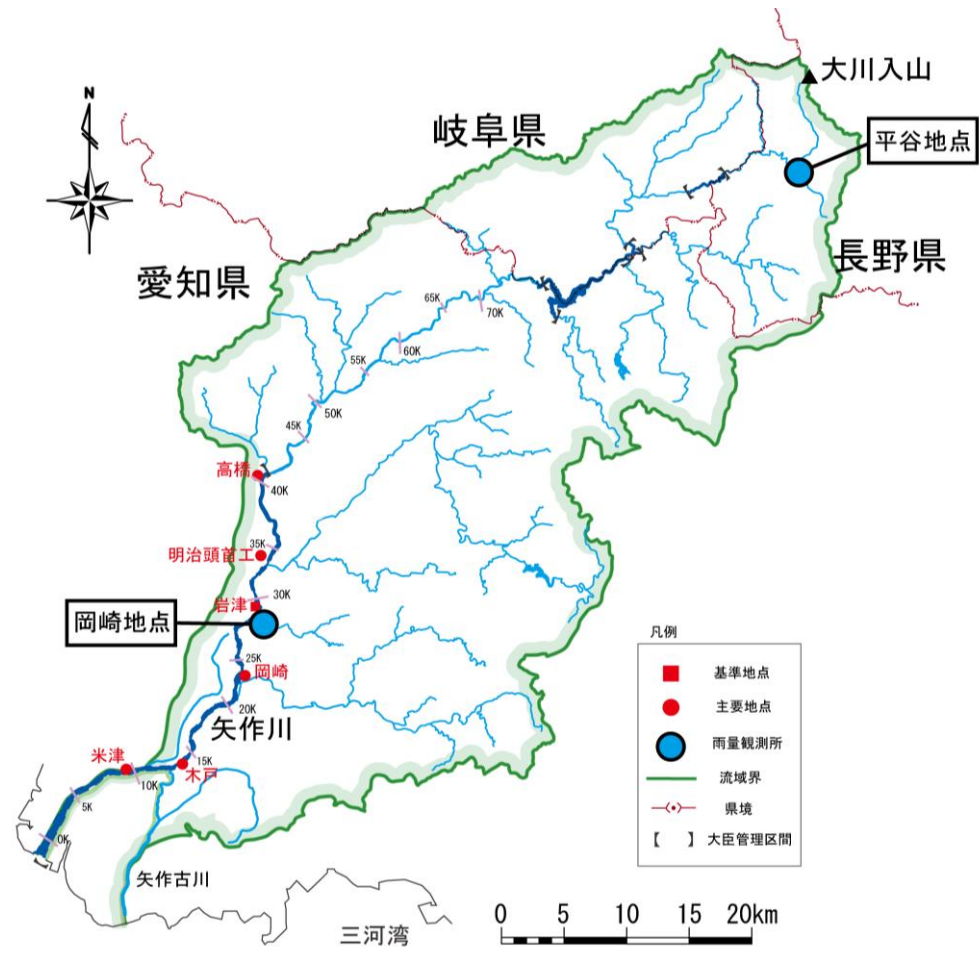 大川入山
岐阜県
平谷地点
N
愛知県
長野県
65K
70K
60K
55K
50K
45K
高橋
40K
35K
明治頭首工
30K
岩津
岡崎地点
25K
岡崎
20K
矢作川
15K
米津
木戸
10K
5K
0K
矢作古川
三河湾
凡例
基準地点
主要地点
雨量観測所
流域界
県境
【 】 大臣管理区間
0 5 10 15 20km